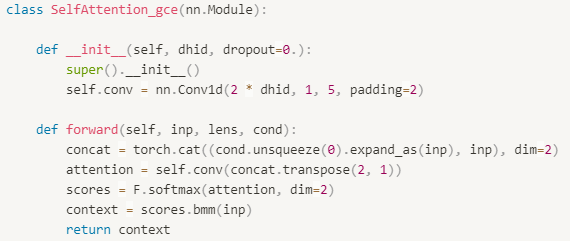 class SelfAttention_gce(nn.Module):
def __init__(self, dhid, dropout=0.):
super().__init__()
self.conv = nn.Conv1d(2 * dhid, 1, 5, padding=2)
def forward(self, inp, lens, cond):
concat = torch.cat((cond.unsqueeze(0).expand_as(inp), inp), dim=2)
attention = self.conv(concat.transpose(2, 1))
scores = F.softmax(attention, dim=2)
context = scores.bmm(inp)
return context